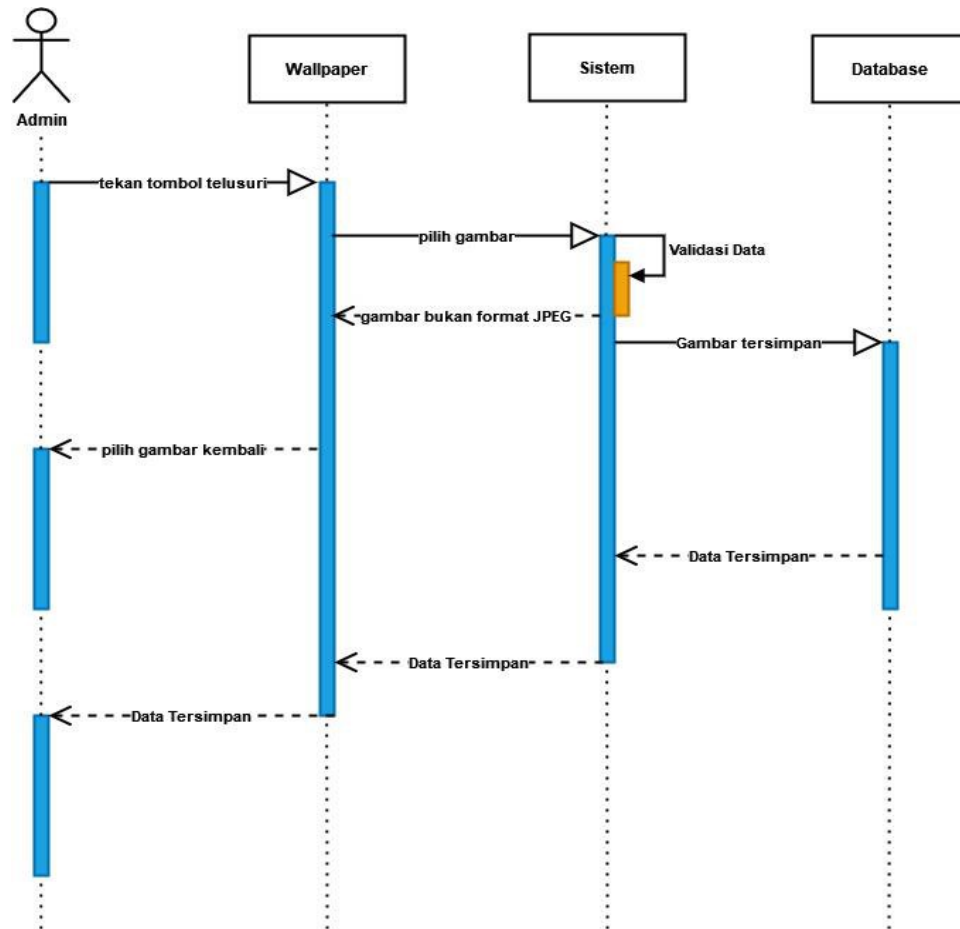 Admin
Wallpaper
Sistem
Database
tekan tombol telusuri
pilih gambar
Validasi Data
gambar bukan format JPEG
Gambar tersimpan
pilih gambar kembali
Data Tersimpan
Data Tersimpan
Data Tersimpan